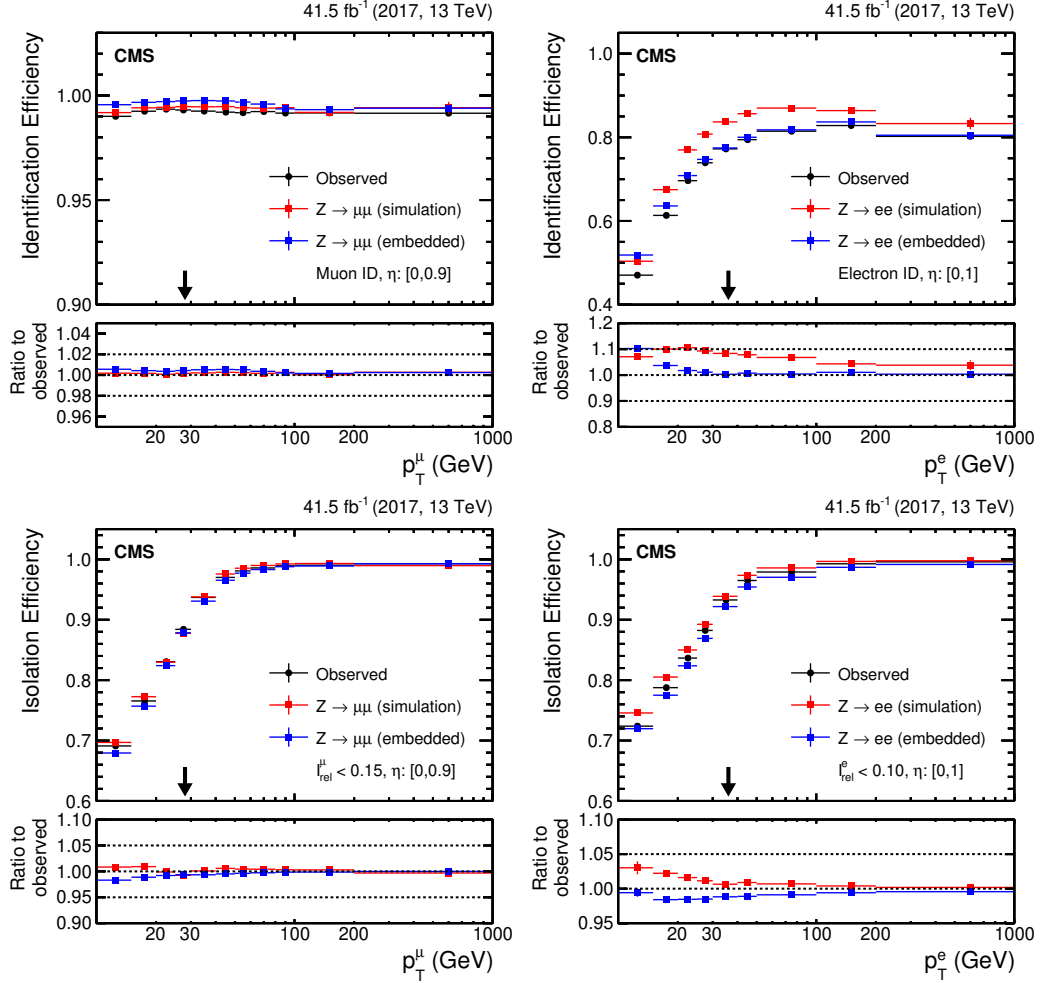 41.5 fb⁻¹ (2017, 13 TeV)
CMS
Identification Efficiency
1.00
0.95
0.90
Observed
Z → μμ (simulation)
Z → μμ (embedded)
Muon ID, η: [0,0.9]
Ratio to
observed
1.04
1.02
1.00
0.98
0.96
20 30 100 200 1000
p_T^μ (GeV)
41.5 fb⁻¹ (2017, 13 TeV)
CMS
Identification Efficiency
1.0
0.8
0.6
0.4
Observed
Z → ee (simulation)
Z → ee (embedded)
Electron ID, η: [0,1]
Ratio to
observed
1.2
1.1
1.0
0.9
0.8
20 30 100 200 1000
p_T^e (GeV)
41.5 fb⁻¹ (2017, 13 TeV)
CMS
Isolation Efficiency
1.0
0.9
0.8
0.7
0.6
Observed
Z → μμ (simulation)
Z → μμ (embedded)
I_rel^μ < 0.15, η: [0,0.9]
Ratio to
observed
1.10
1.05
1.00
0.95
0.90
20 30 100 200 1000
p_T^μ (GeV)
41.5 fb⁻¹ (2017, 13 TeV)
CMS
Isolation Efficiency
1.0
0.9
0.8
0.7
0.6
Observed
Z → ee (simulation)
Z → ee (embedded)
I_rel^e < 0.10, η: [0,1]
Ratio to
observed
1.10
1.05
1.00
0.95
20 30 100 200 1000
p_T^e (GeV)